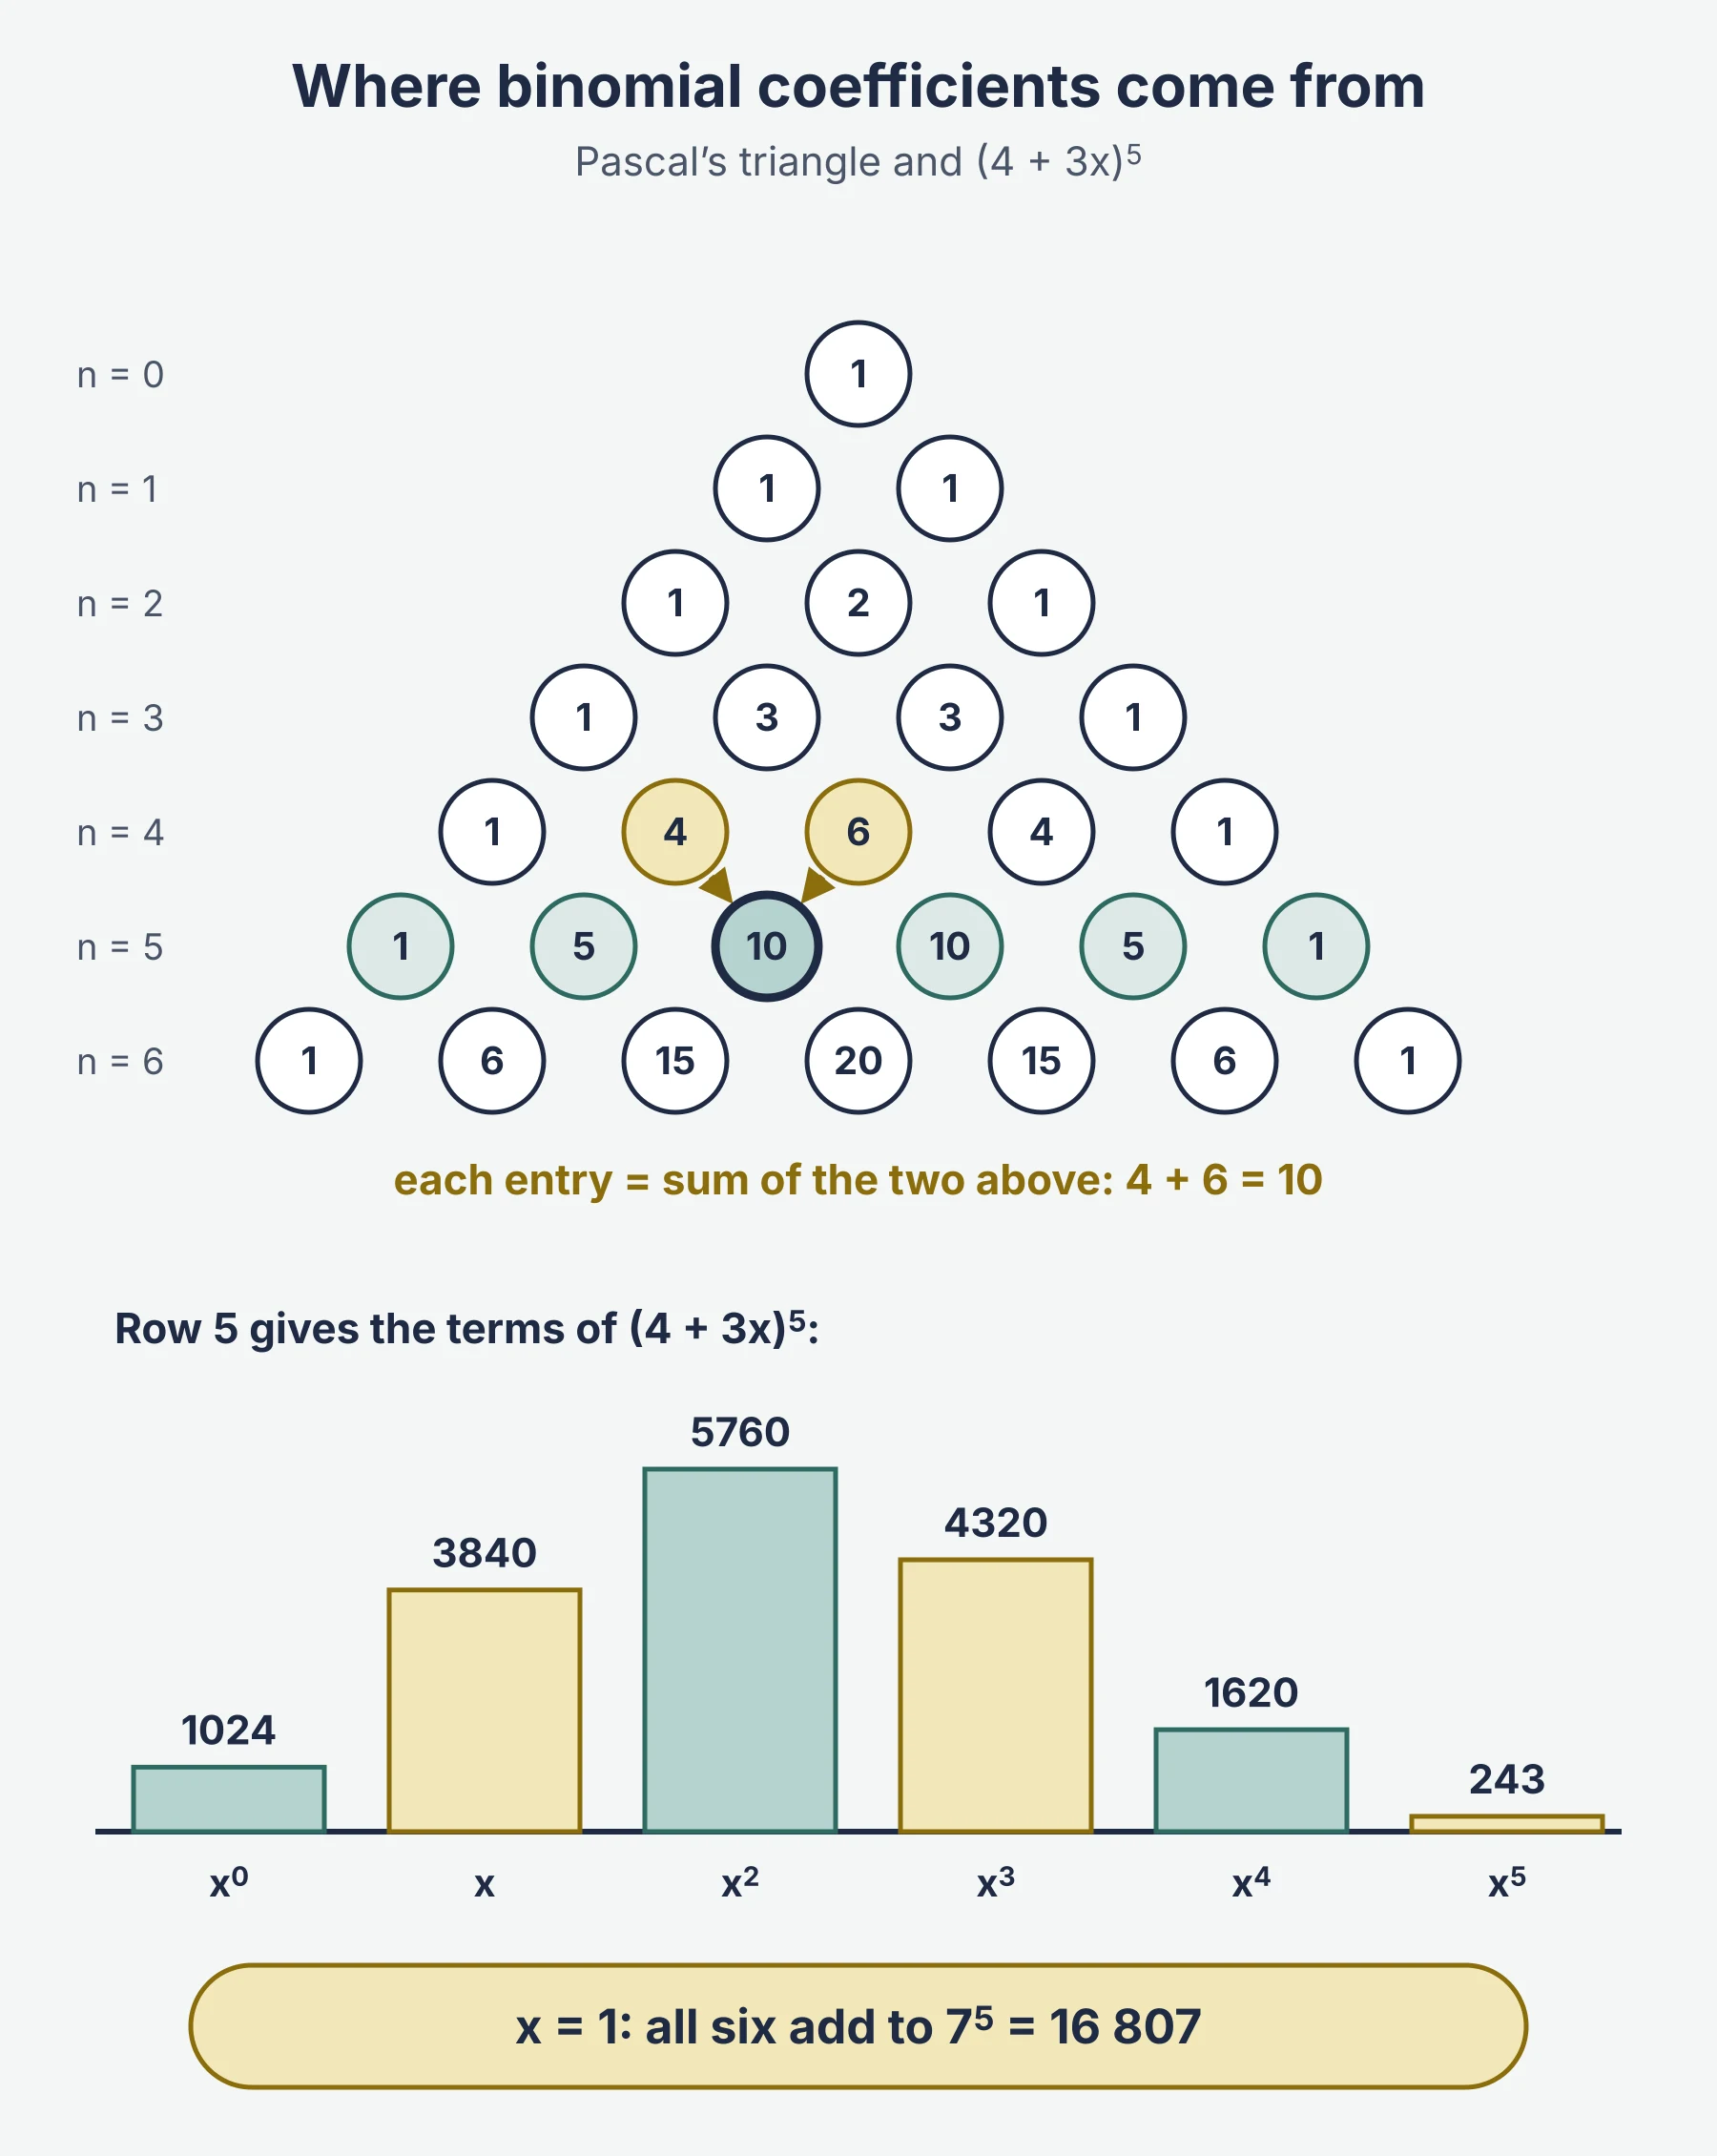 Where binomial coefficients come from
Pascal’s triangle and (4 + 3x)⁵
n = 0 1
n = 1 1 1
n = 2 1 2 1
n = 3 1 3 3 1
n = 4 1 4 6 4 1
n = 5 1 5 10 10 5 1
n = 6 1 6 15 20 15 6 1
each entry = sum of the two above: 4 + 6 = 10
Row 5 gives the terms of (4 + 3x)⁵:
1024 3840 5760 4320 1620 243
x⁰ x x² x³ x⁴ x⁵
x = 1: all six add to 7⁵ = 16 807